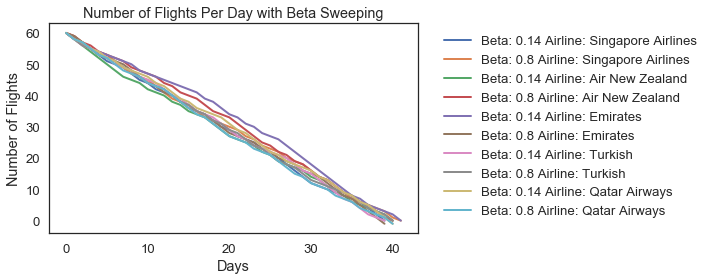 Number of Flights Per Day with Beta Sweeping
Number of Flights
60
50
40
30
20
10
0
0 10 20 30 40
Days
Beta: 0.14 Airline: Singapore Airlines
Beta: 0.8 Airline: Singapore Airlines
Beta: 0.14 Airline: Air New Zealand
Beta: 0.8 Airline: Air New Zealand
Beta: 0.14 Airline: Emirates
Beta: 0.8 Airline: Emirates
Beta: 0.14 Airline: Turkish
Beta: 0.8 Airline: Turkish
Beta: 0.14 Airline: Qatar Airways
Beta: 0.8 Airline: Qatar Airways